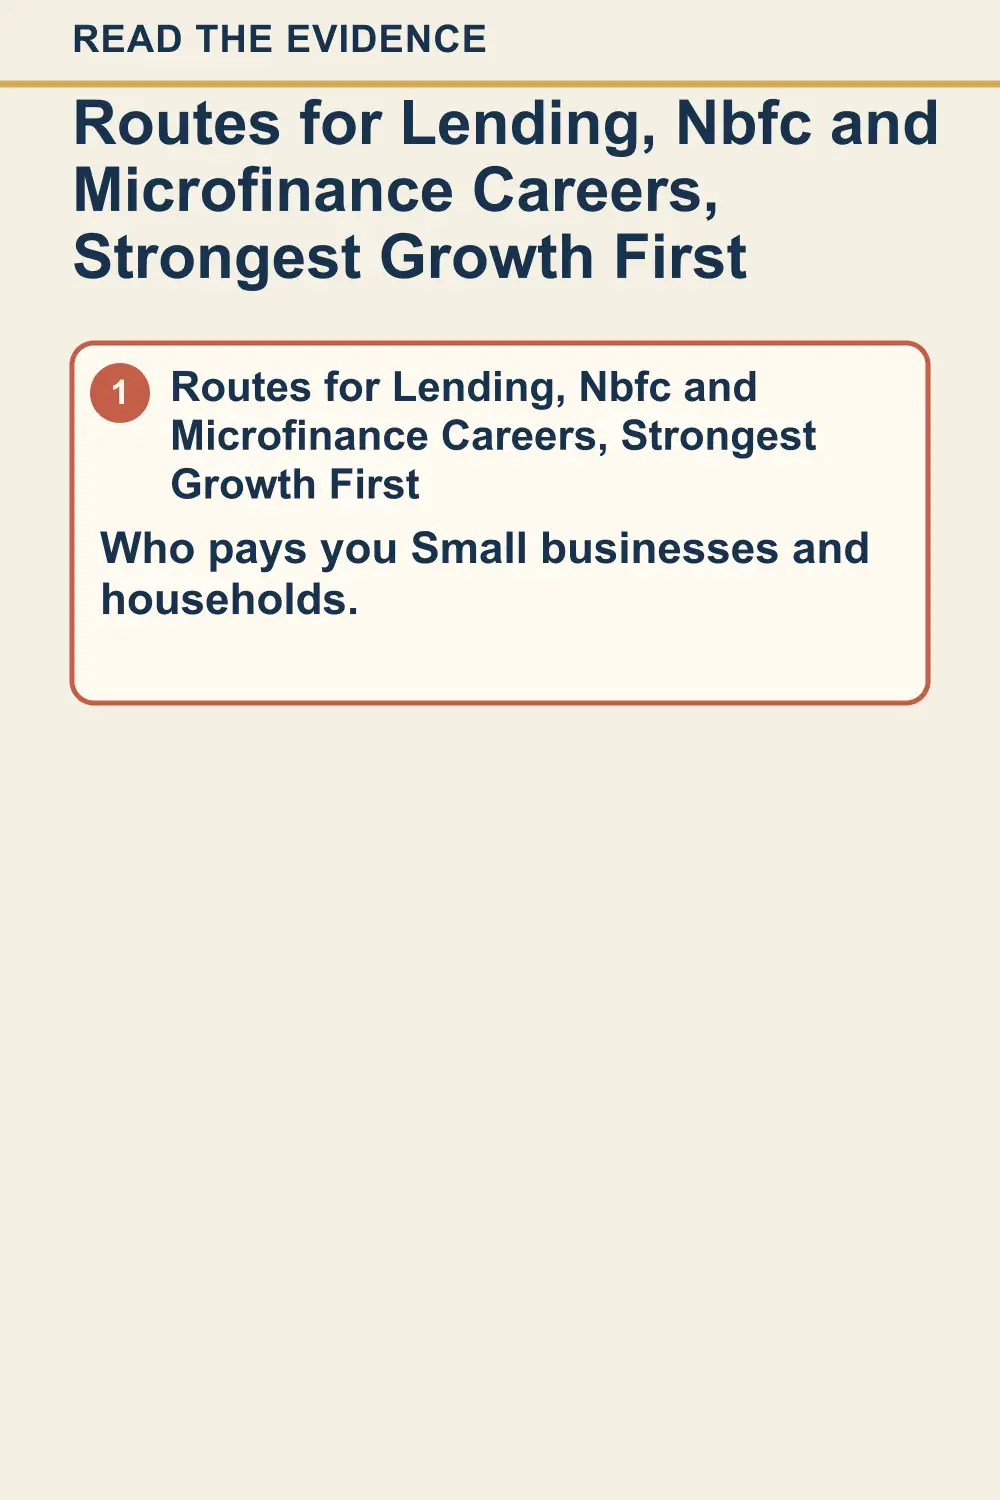 READ THE EVIDENCE
Routes for Lending, Nbfc and
Microfinance Careers,
Strongest Growth First
1
Routes for Lending, Nbfc and
Microfinance Careers, Strongest
Growth First
Who pays you Small businesses and
households.